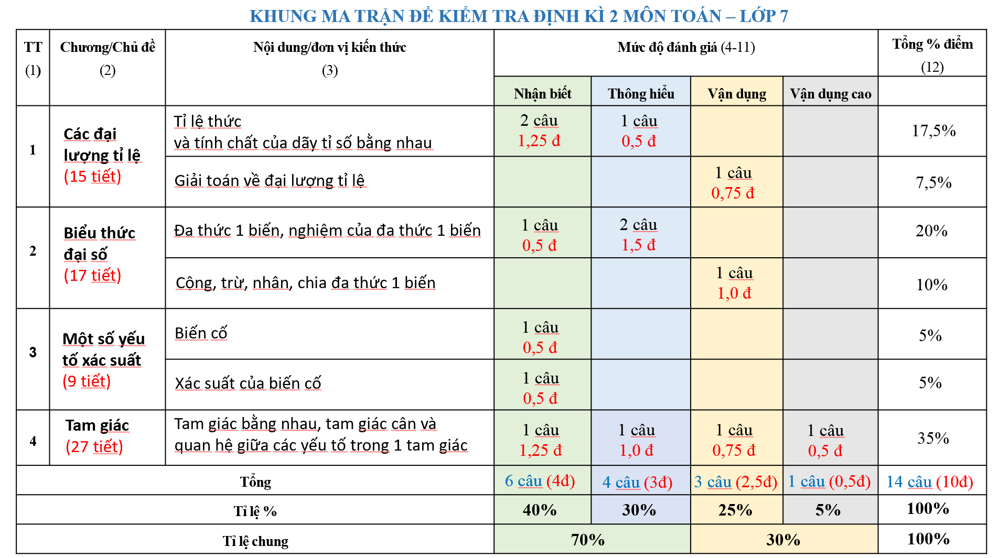 KHUNG MA TRẬN ĐỀ KIỂM TRA ĐỊNH KÌ 2 MÔN TOÁN – LỚP 7
TT
(1)
Chương/Chủ đề
(2)
Nội dung/đơn vị kiến thức
(3)
Mức độ đánh giá (4-11)
Tổng % điểm
(12)
Nhận biết
Thông hiểu
Vận dụng
Vận dụng cao
1
Các đại
lượng tỉ lệ
(15 tiết)
Tỉ lệ thức
và tính chất của dãy tỉ số bằng nhau
2 câu
1,25 đ
1 câu
0,5 đ
17,5%
Giải toán về đại lượng tỉ lệ
1 câu
0,75 đ
7,5%
2
Biểu thức
đại số
(17 tiết)
Đa thức 1 biến, nghiệm của đa thức 1 biến
1 câu
0,5 đ
2 câu
1,5 đ
20%
Cộng, trừ, nhân, chia đa thức 1 biến
1 câu
1,0 đ
10%
3
Một số yếu
tố xác suất
(9 tiết)
Biến cố
1 câu
0,5 đ
5%
Xác suất của biến cố
1 câu
0,5 đ
5%
4
Tam giác
(27 tiết)
Tam giác bằng nhau, tam giác cân và
quan hệ giữa các yếu tố trong 1 tam giác
1 câu
1,25 đ
1 câu
1,0 đ
1 câu
0,75 đ
1 câu
0,5 đ
35%
Tổng
6 câu (4đ)
4 câu (3đ)
3 câu (2,5đ)
1 câu (0,5đ)
14 câu (10đ)
Tỉ lệ %
40%
30%
25%
5%
100%
Tỉ lệ chung
70%
30%
100%